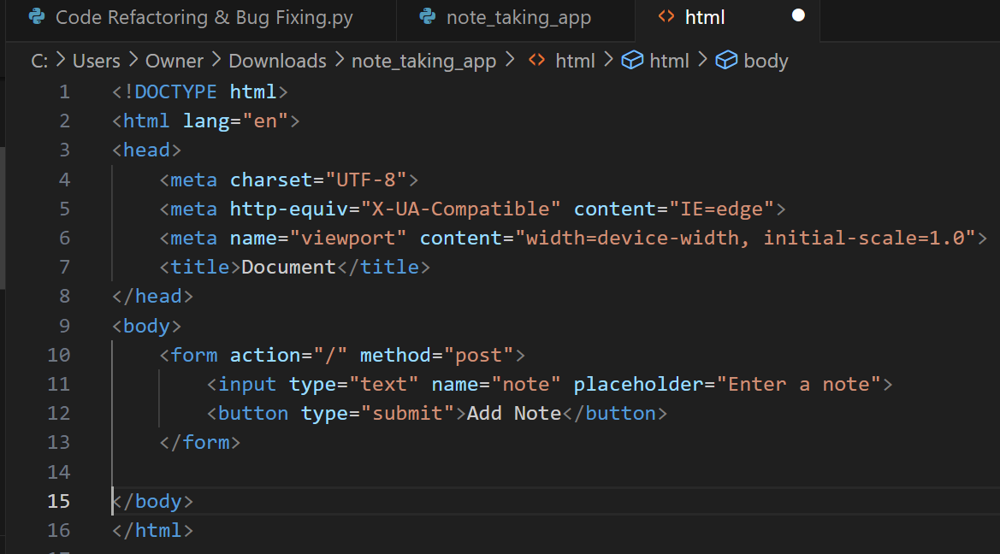 Code Refactoring & Bug Fixing.py note_taking_app html
C: > Users > Owner > Downloads > note_taking_app > html > html > body
1 <!DOCTYPE html>
2 <html lang="en">
3 <head>
4     <meta charset="UTF-8">
5     <meta http-equiv="X-UA-Compatible" content="IE=edge">
6     <meta name="viewport" content="width=device-width, initial-scale=1.0">
7     <title>Document</title>
8 </head>
9 <body>
10     <form action="/" method="post">
11         <input type="text" name="note" placeholder="Enter a note">
12         <button type="submit">Add Note</button>
13     </form>
14
15 </body>
16 </html>